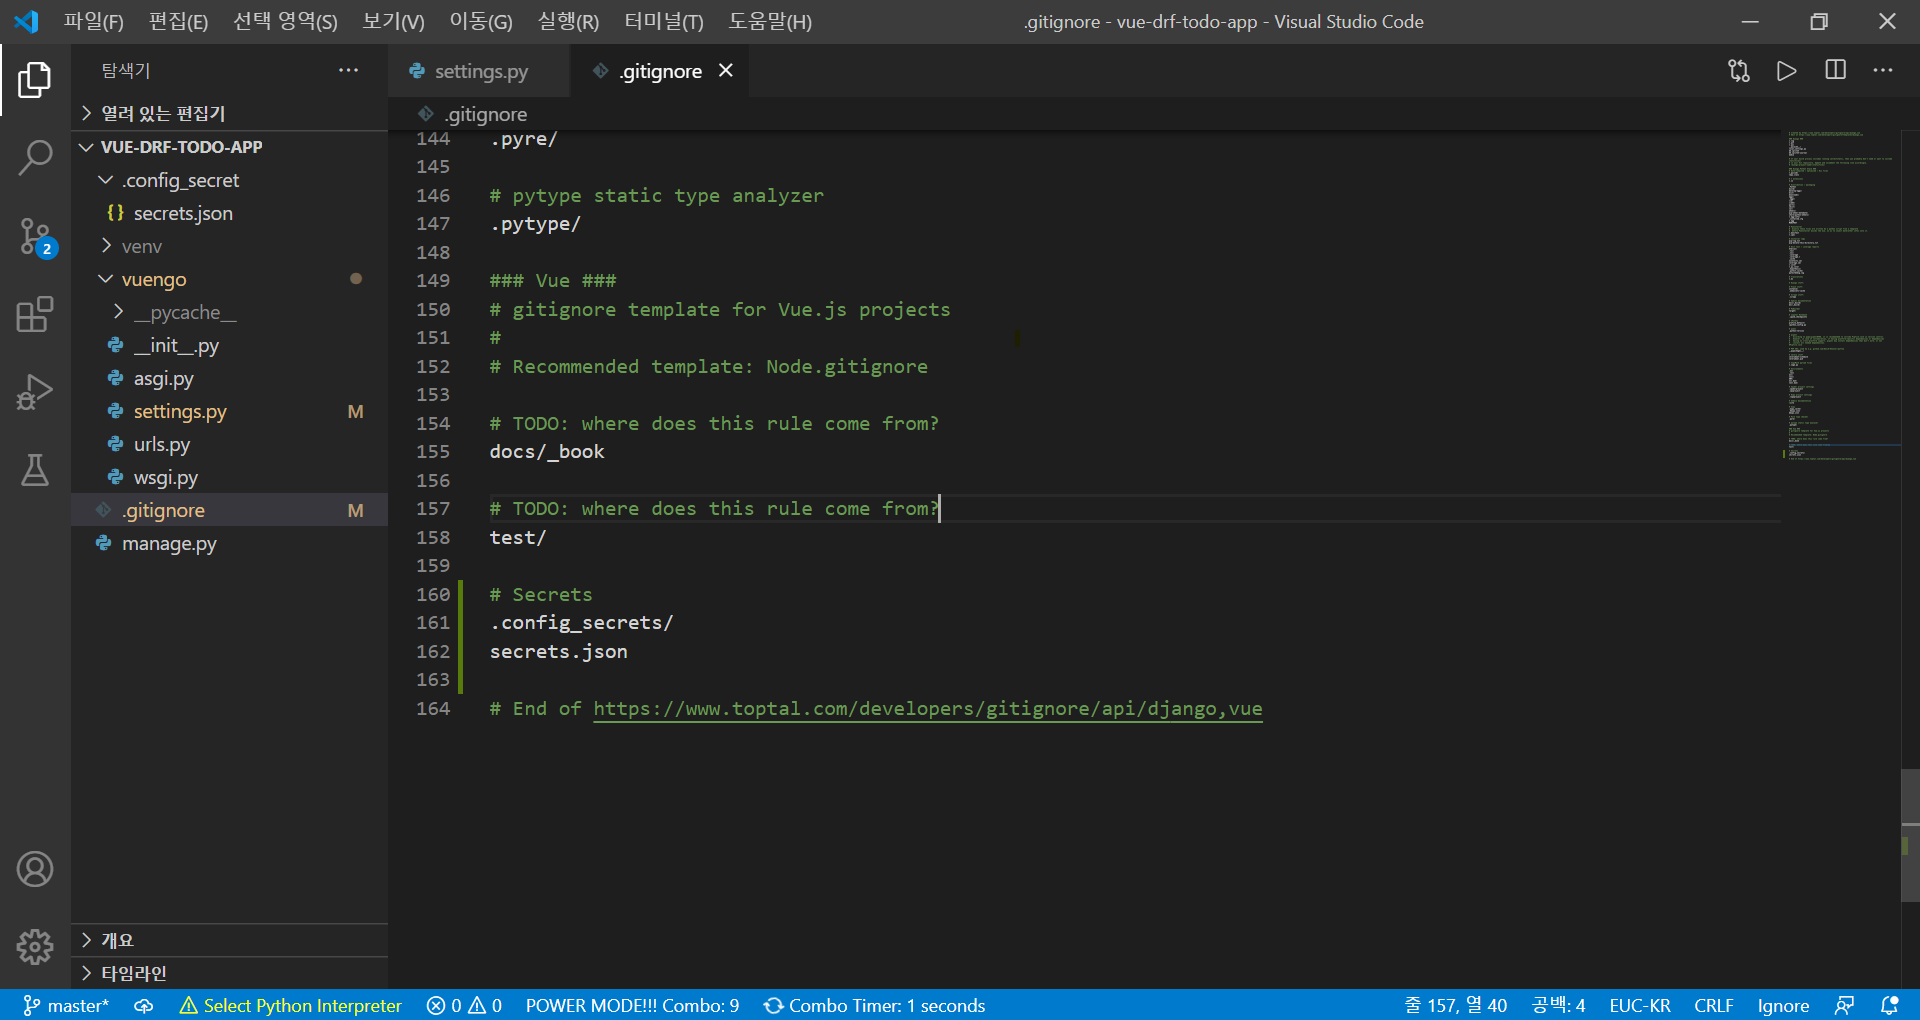 파일(F) 편집(E) 선택 영역(S) 보기(V) 이동(G) 실행(R) 터미널(T) 도움말(H) .gitignore - vue-drf-todo-app - Visual Studio Code
탐색기
열려 있는 편집기
VUE-DRF-TODO-APP
.config_secret
{} secrets.json
venv
vuengo
__pycache__
__init__.py
asgi.py
settings.py M
urls.py
wsgi.py
.gitignore M
manage.py
개요
타임라인
2
settings.py .gitignore
.gitignore
144 .pyre/
145
146 # pytype static type analyzer
147 .pytype/
148
149 ### Vue ###
150 # gitignore template for Vue.js projects
151 #
152 # Recommended template: Node.gitignore
153
154 # TODO: where does this rule come from?
155 docs/_book
156
157 # TODO: where does this rule come from?
158 test/
159
160 # Secrets
161 .config_secrets/
162 secrets.json
163
164 # End of https://www.toptal.com/developers/gitignore/api/django,vue
master* Select Python Interpreter 0 0 POWER MODE!!! Combo: 9 Combo Timer: 1 seconds 줄 157, 열 40 공백: 4 EUC-KR CRLF Ignore